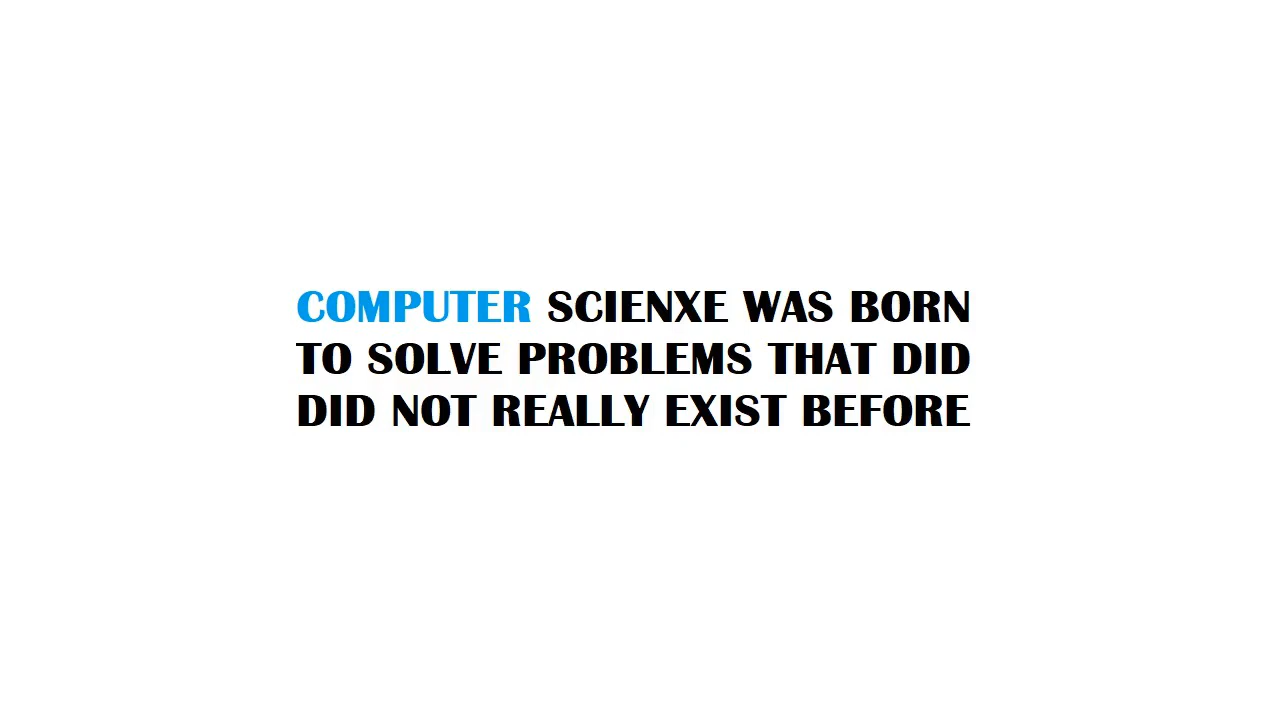 COMPUTER SCIENXE WAS BORN
TO SOLVE PROBLEMS THAT DID
DID NOT REALLY EXIST BEFORE